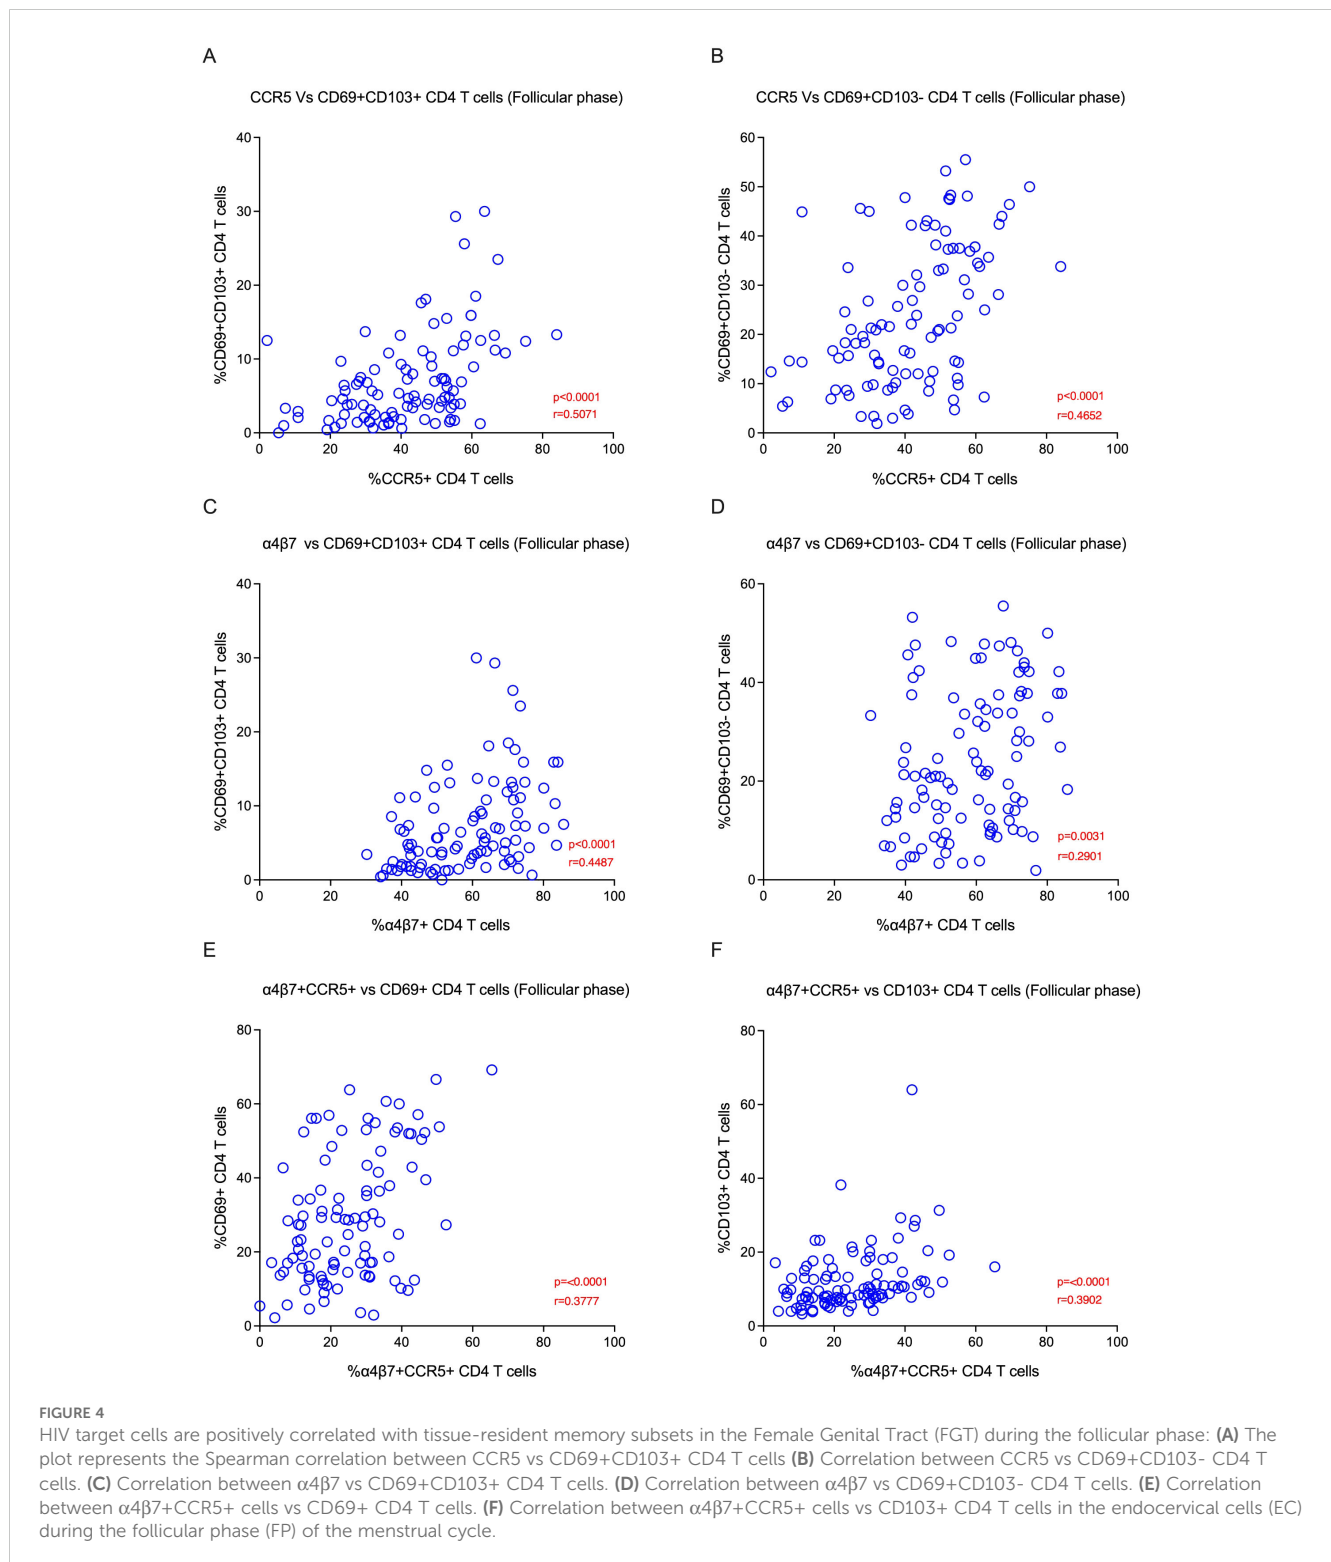 A
CCR5 Vs CD69+CD103+ CD4 T cells (Follicular phase)
%CD69+CD103+ CD4 T cells
40
30
20
10
0
0 20 40 60 80 100
%CCR5+ CD4 T cells
p<0.0001
r=0.5071
B
CCR5 Vs CD69+CD103- CD4 T cells (Follicular phase)
%CD69+CD103- CD4 T cells
60
50
40
30
20
10
0
0 20 40 60 80 100
%CCR5+ CD4 T cells
p<0.0001
r=0.4652
C
α4β7 vs CD69+CD103+ CD4 T cells (Follicular phase)
%CD69+CD103+ CD4 T cells
40
30
20
10
0
0 20 40 60 80 100
%α4β7+ CD4 T cells
p<0.0001
r=0.4487
D
α4β7 vs CD69+CD103- CD4 T cells (Follicular phase)
%CD69+CD103- CD4 T cells
60
40
20
0
0 20 40 60 80 100
%α4β7+ CD4 T cells
p=0.0031
r=0.2901
E
α4β7+CCR5+ vs CD69+ CD4 T cells (Follicular phase)
%CD69+ CD4 T cells
80
60
40
20
0
0 20 40 60 80 100
%α4β7+CCR5+ CD4 T cells
p=<0.0001
r=0.3777
F
α4β7+CCR5+ vs CD103+ CD4 T cells (Follicular phase)
%CD103+ CD4 T cells
80
60
40
20
0
0 20 40 60 80 100
%α4β7+CCR5+ CD4 T cells
p=<0.0001
r=0.3902
FIGURE 4
HIV target cells are positively correlated with tissue-resident memory subsets in the Female Genital Tract (FGT) during the follicular phase: (A) The
plot represents the Spearman correlation between CCR5 vs CD69+CD103+ CD4 T cells (B) Correlation between CCR5 vs CD69+CD103- CD4 T
cells. (C) Correlation between α4β7 vs CD69+CD103+ CD4 T cells. (D) Correlation between α4β7 vs CD69+CD103- CD4 T cells. (E) Correlation
between α4β7+CCR5+ cells vs CD69+ CD4 T cells. (F) Correlation between α4β7+CCR5+ cells vs CD103+ CD4 T cells in the endocervical cells (EC)
during the follicular phase (FP) of the menstrual cycle.